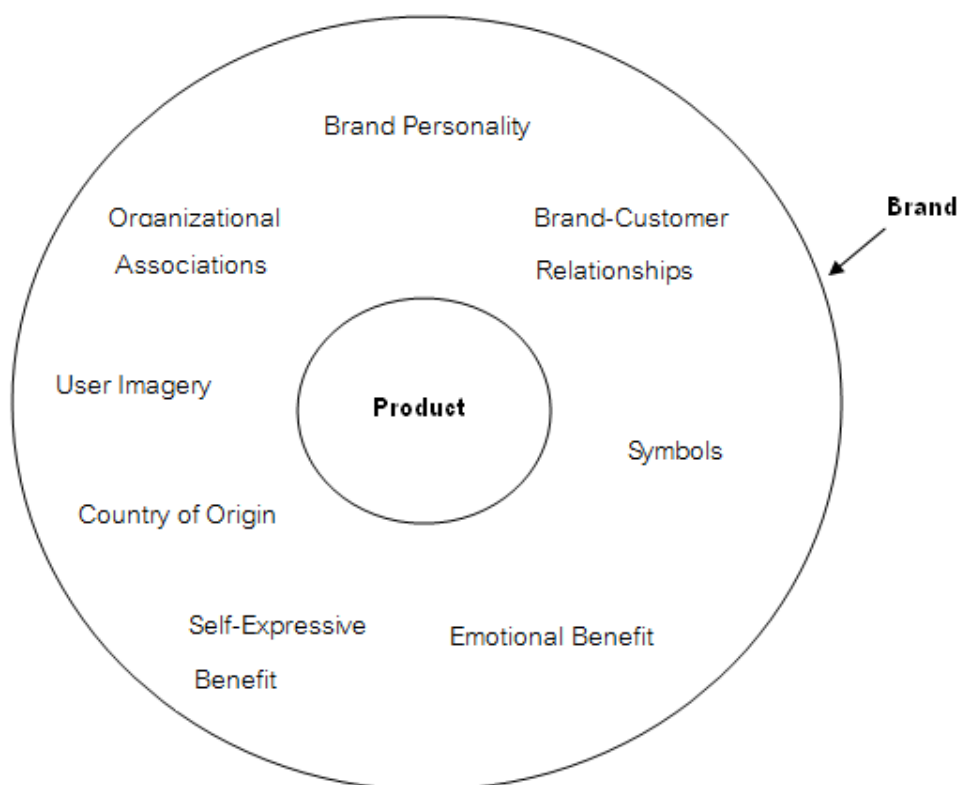 Brand Personality
Organizational
Associations
Brand-Customer
Relationships
Brand
User Imagery
Product
Symbols
Country of Origin
Self-Expressive
Benefit
Emotional Benefit